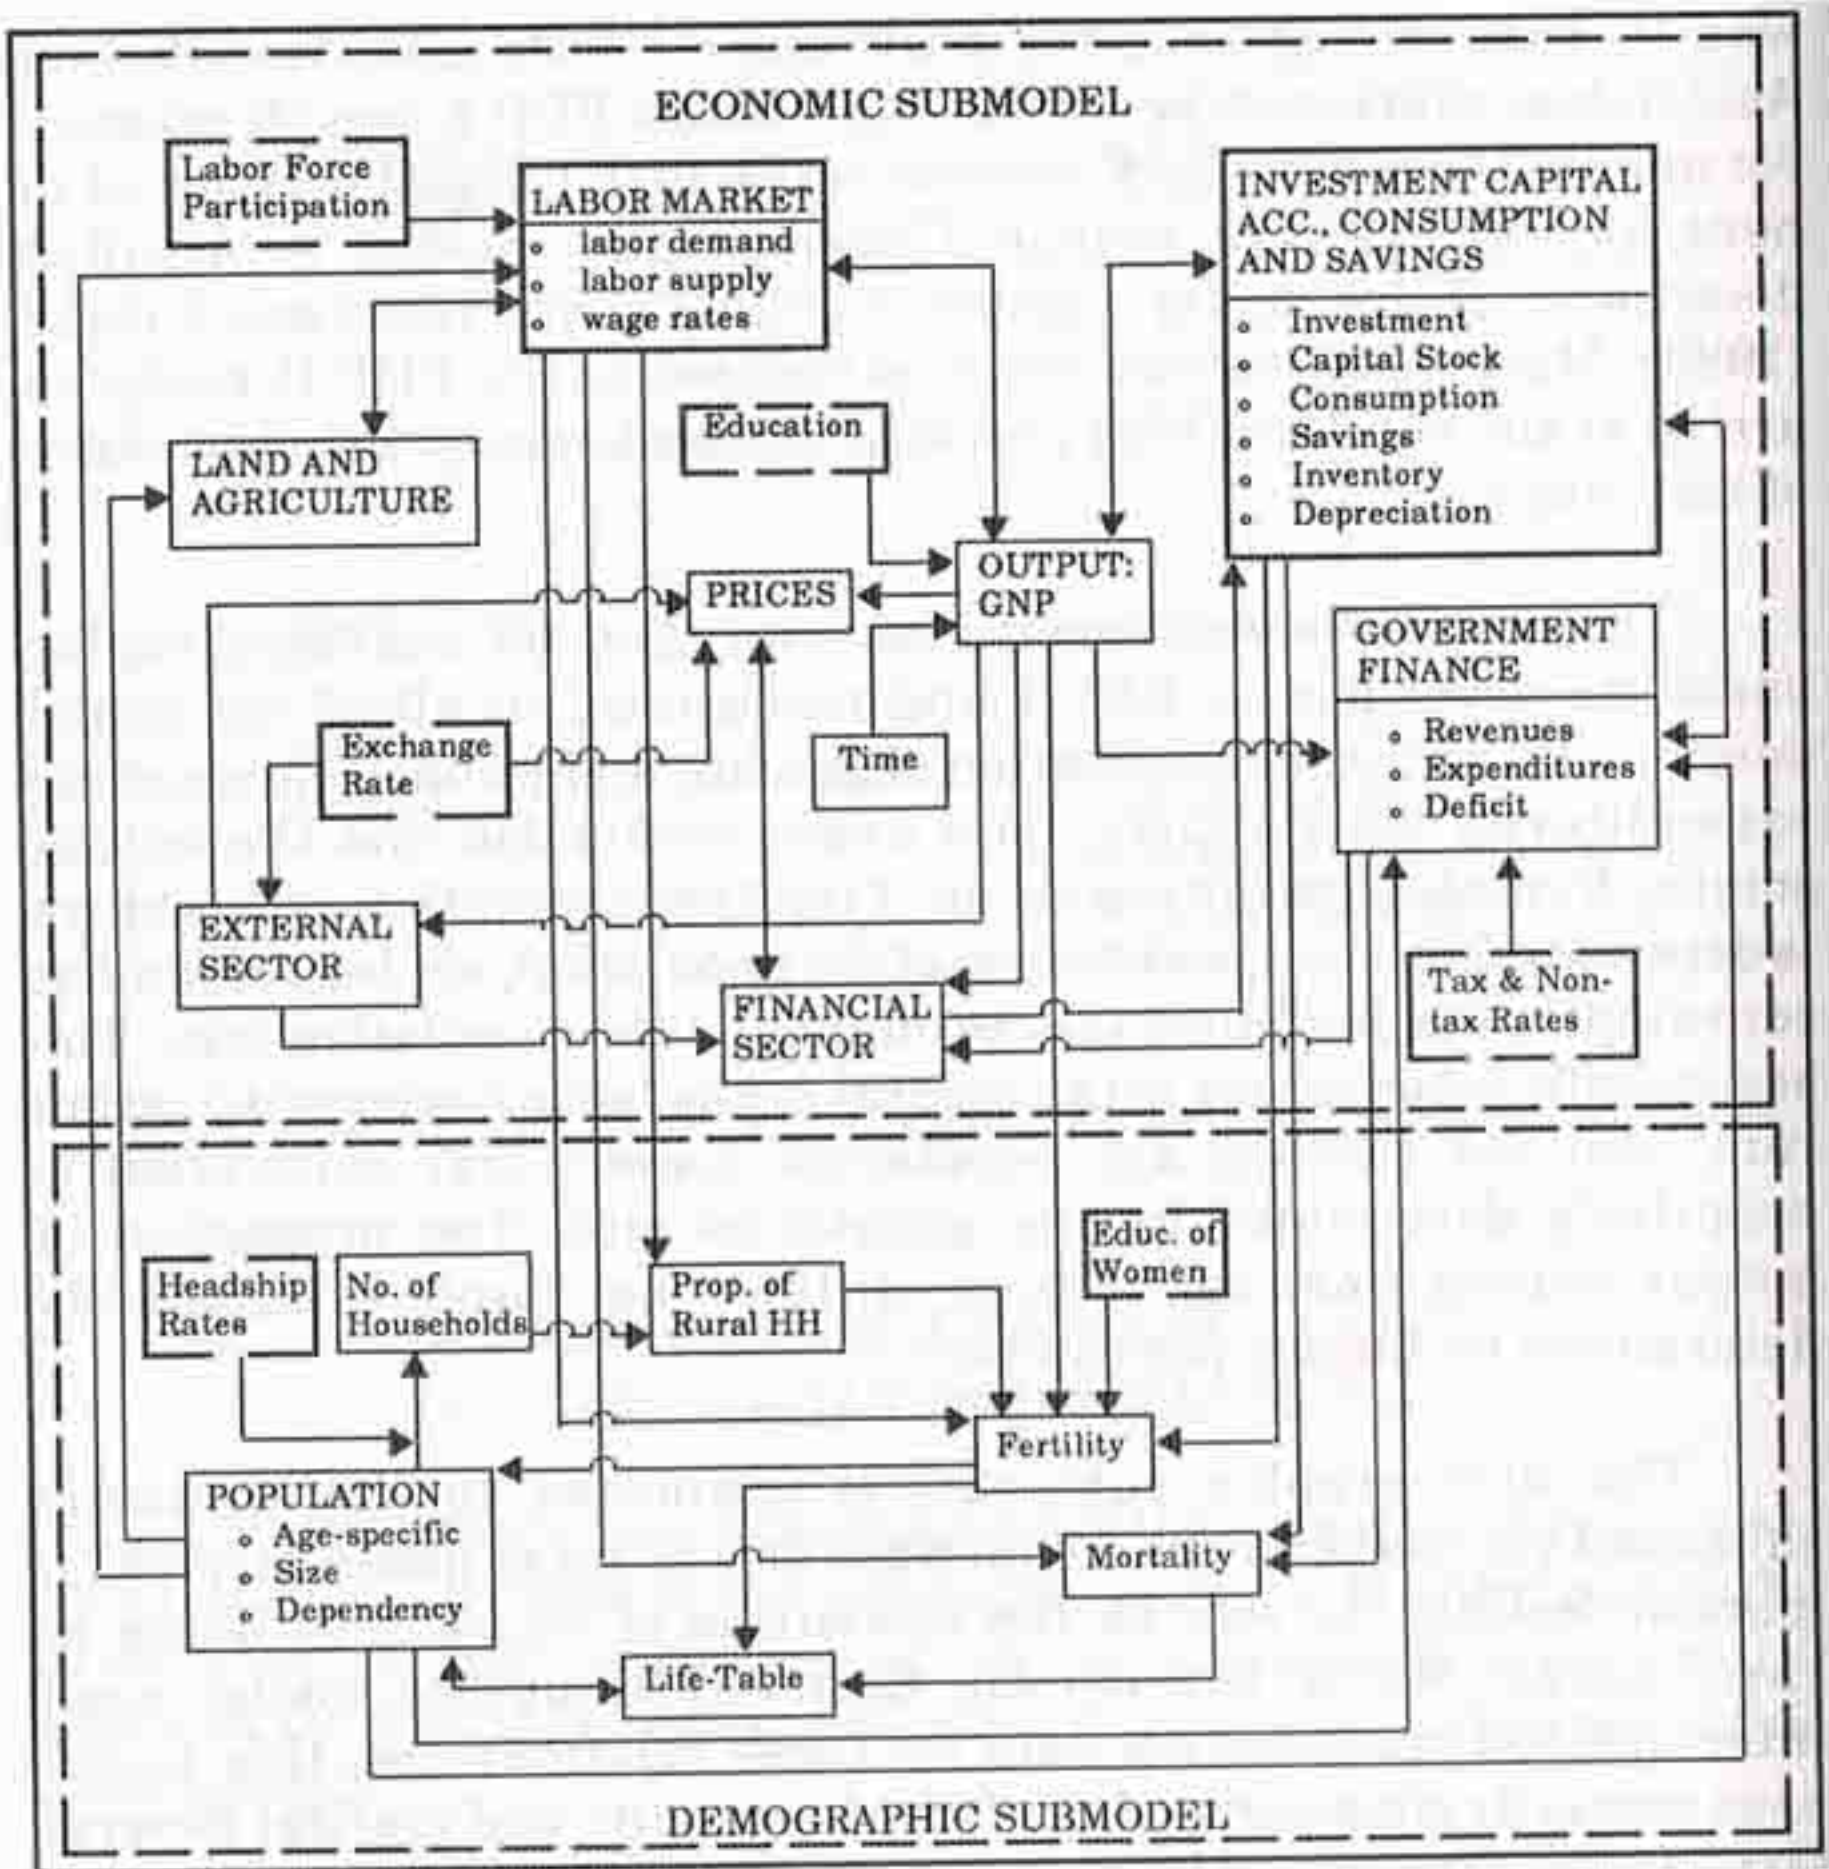 ECONOMIC SUBMODEL
Labor Force
Participation
LABOR MARKET
° labor demand
° labor supply
° wage rates
INVESTMENT CAPITAL
ACC., CONSUMPTION
AND SAVINGS
° Investment
° Capital Stock
° Consumption
° Savings
° Inventory
° Depreciation
Education
LAND AND
AGRICULTURE
OUTPUT:
GNP
PRICES
GOVERNMENT
FINANCE
° Revenues
° Expenditures
° Deficit
Exchange
Rate
Time
EXTERNAL
SECTOR
FINANCIAL
SECTOR
Tax & Non-
tax Rates
Educ. of
Women
Headship
Rates
No. of
Households
Prop. of
Rural HH
Fertility
POPULATION
° Age-specific
° Size
° Dependency
Mortality
Life-Table
DEMOGRAPHIC SUBMODEL